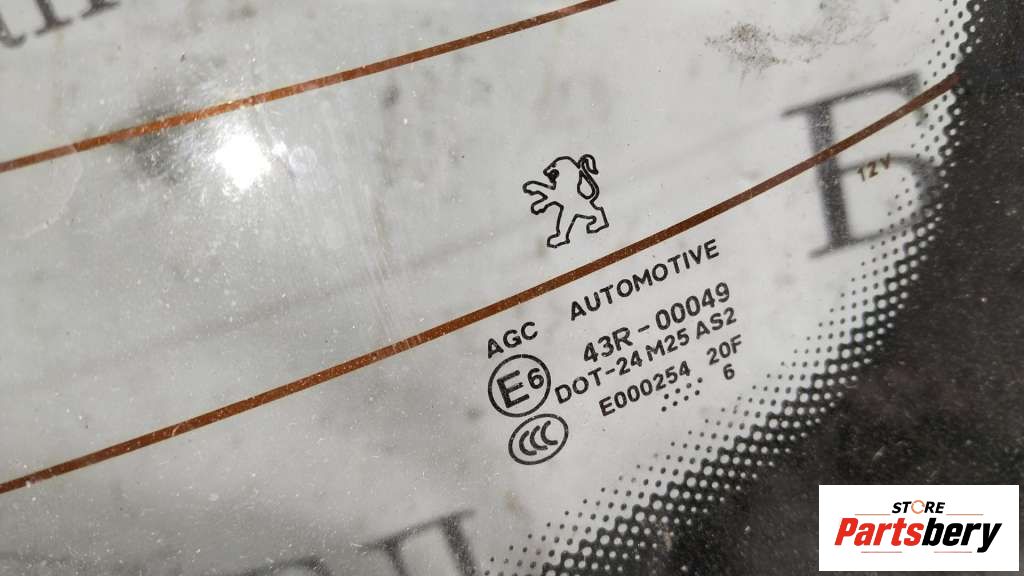 12V
AGC AUTOMOTIVE
E6 43R-00049
DOT-24 M25 AS2
CCC E000254 20F
6
STORE
Partsbery